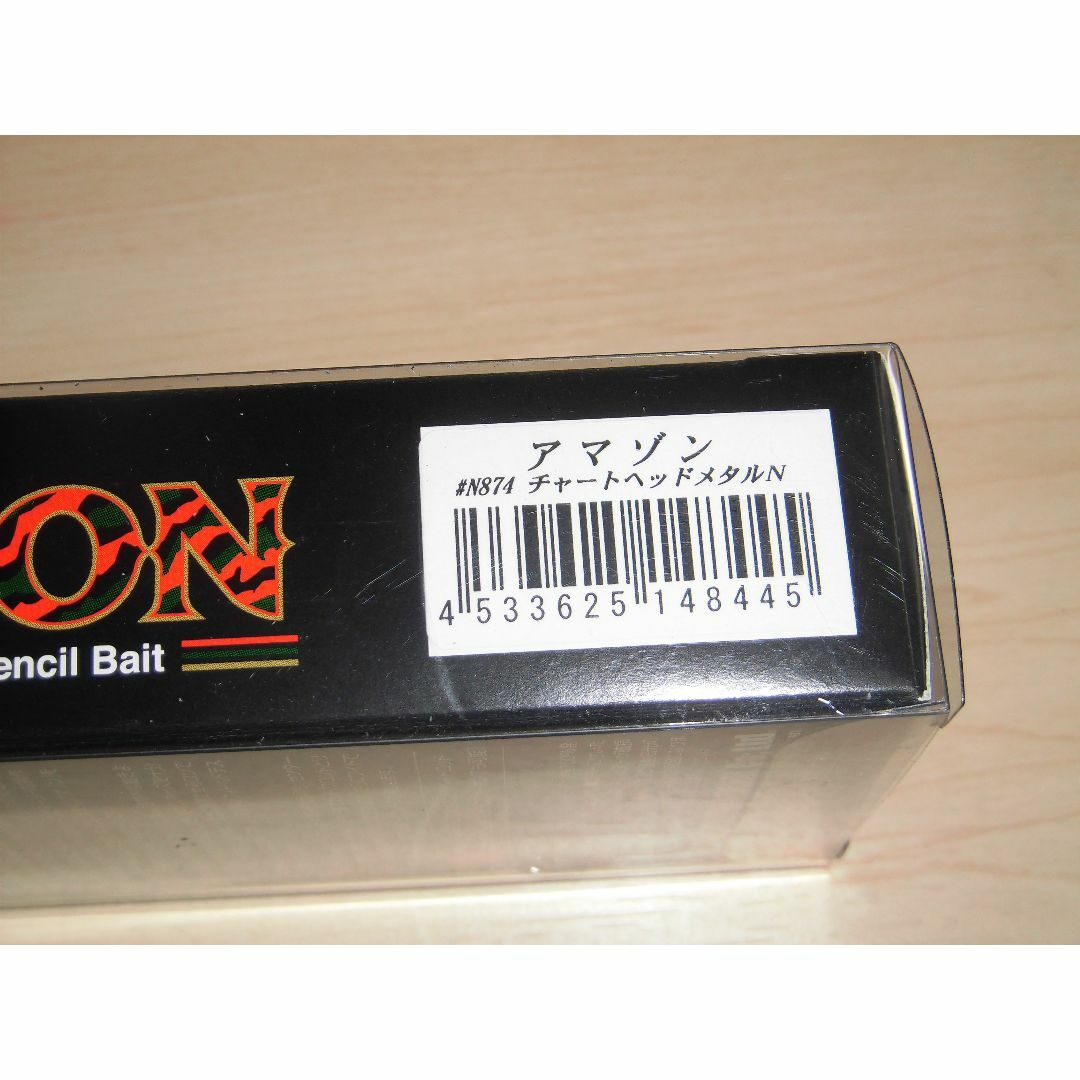 アマゾン
#N874 チャートヘッドメタルN
4 533625 148445
ON
encil Bait